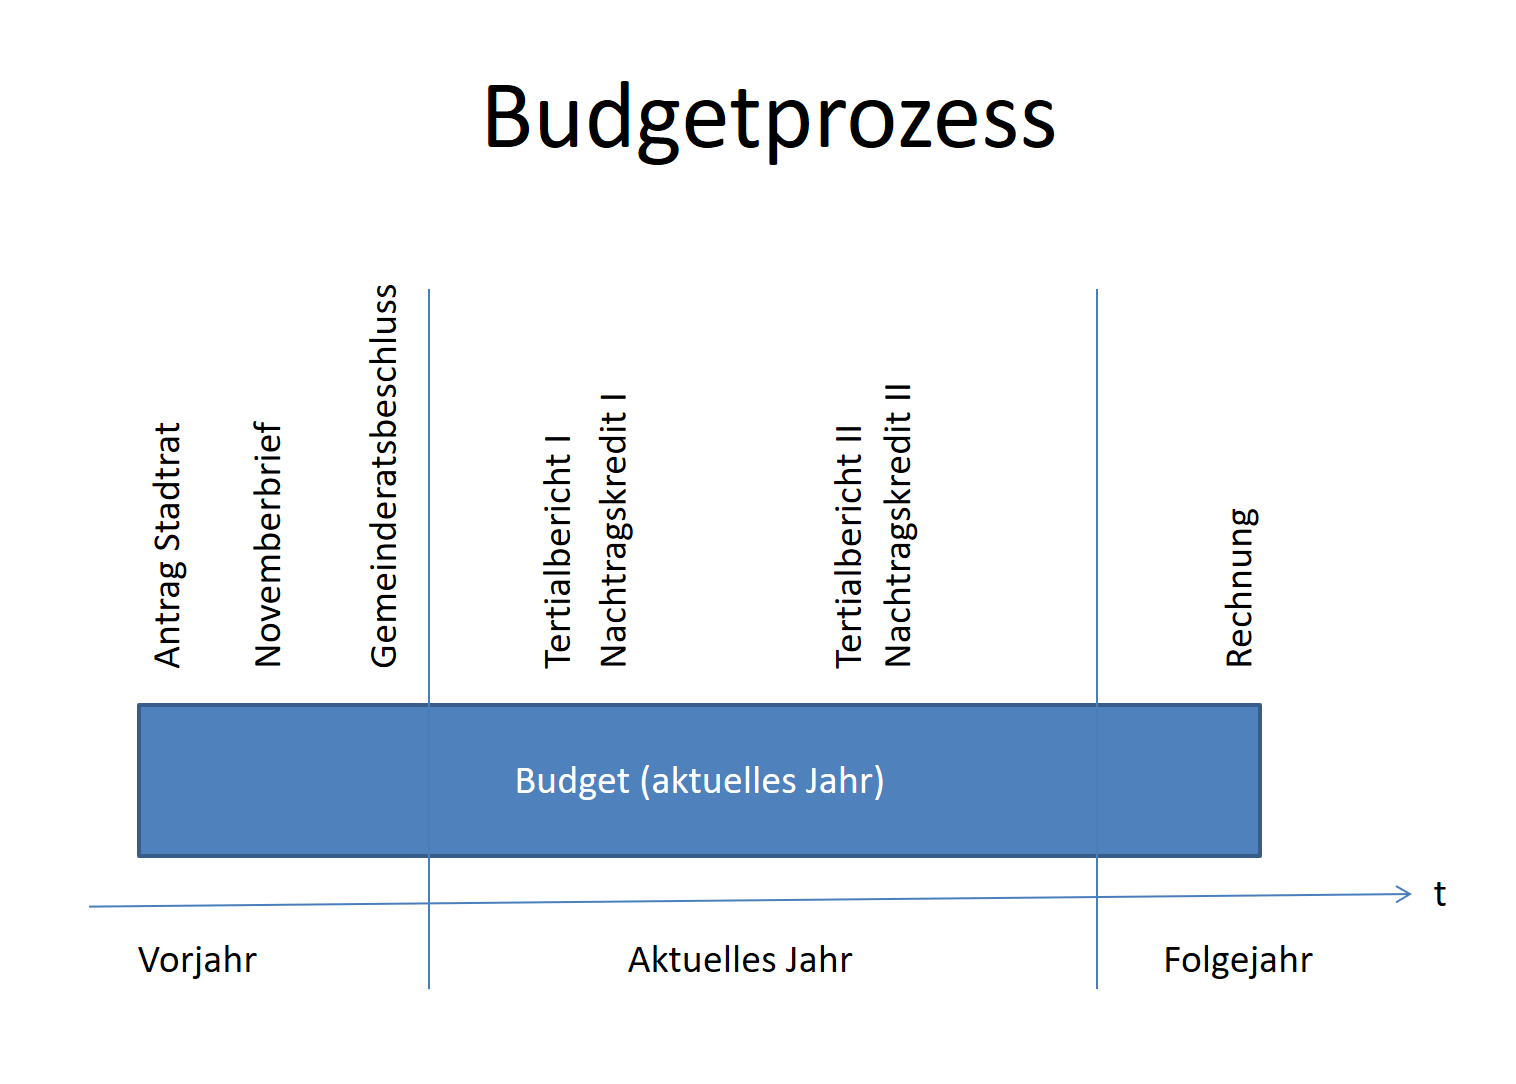 Budgetprozess
Antrag Stadtrat
Novemberbrief
Gemeinderatsbeschluss
Tertialbericht I
Nachtragskredit I
Tertialbericht II
Nachtragskredit II
Rechnung
Budget (aktuelles Jahr)
t
Vorjahr
Aktuelles Jahr
Folgejahr